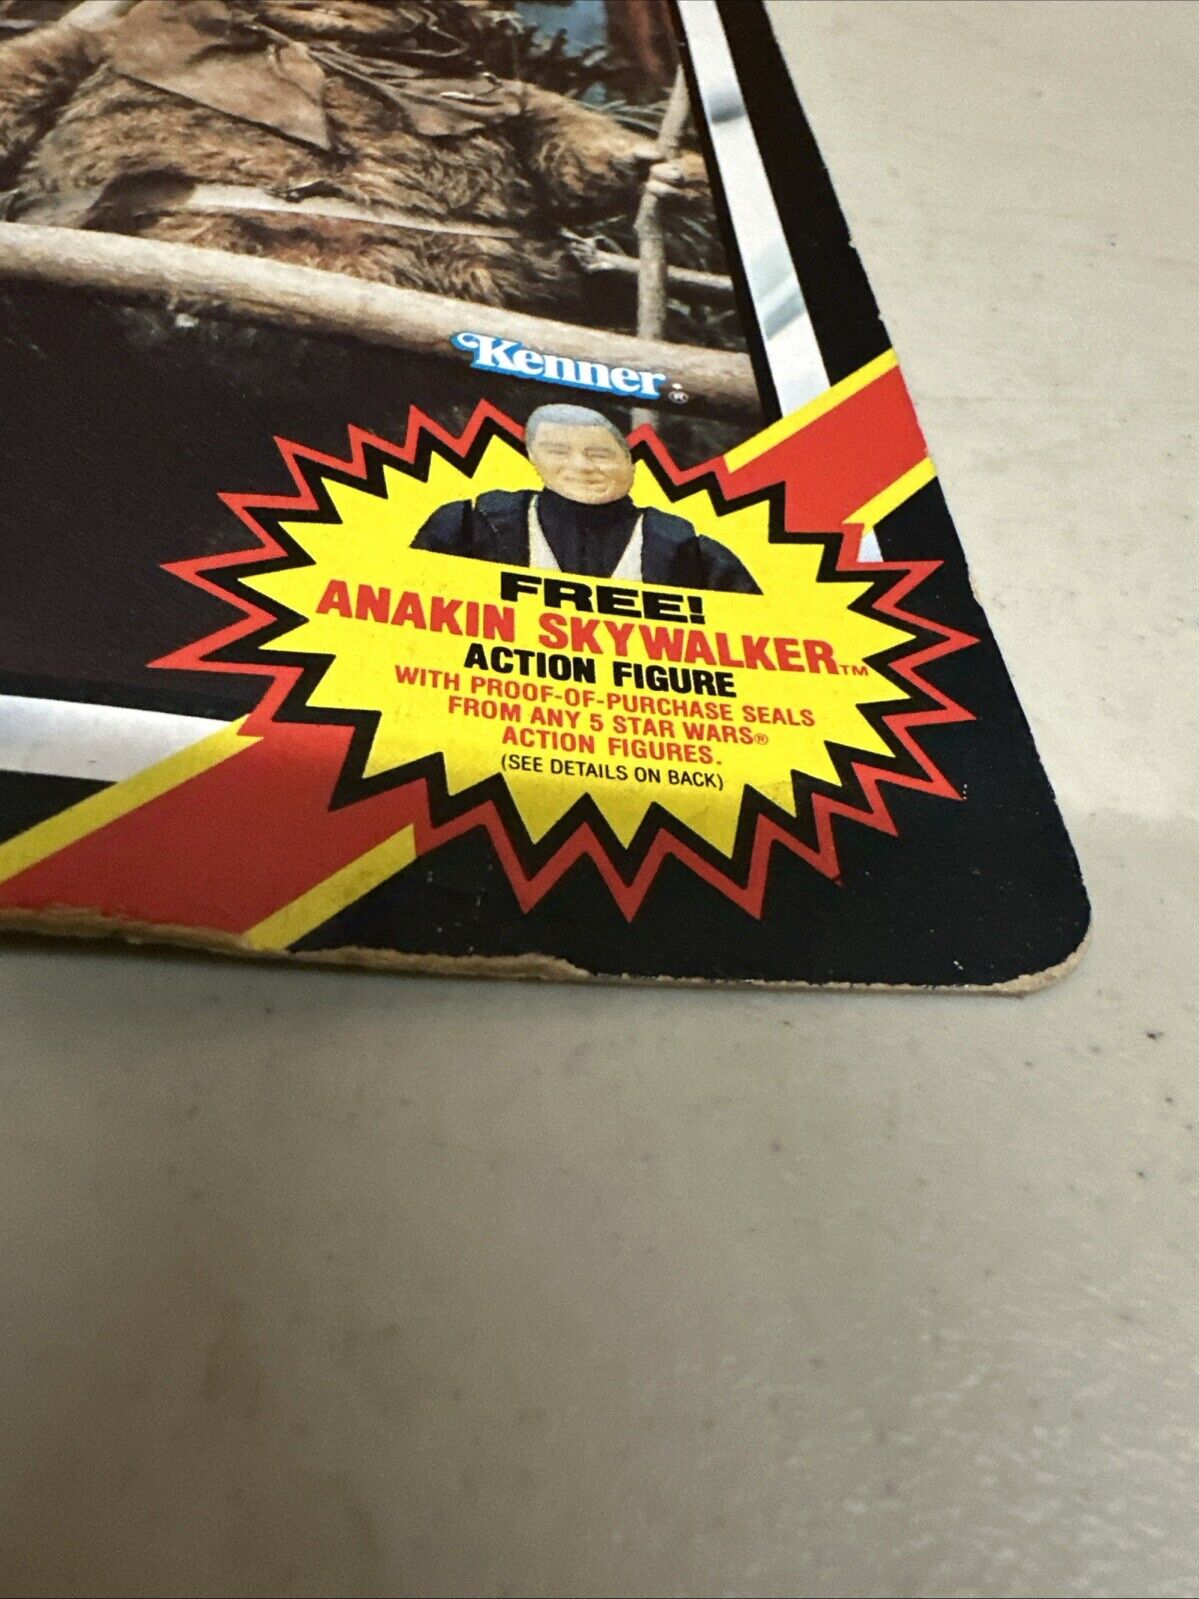 Kenner®
FREE!
ANAKIN SKYWALKER™
ACTION FIGURE
WITH PROOF-OF-PURCHASE SEALS
FROM ANY 5 STAR WARS®
ACTION FIGURES.
(SEE DETAILS ON BACK)